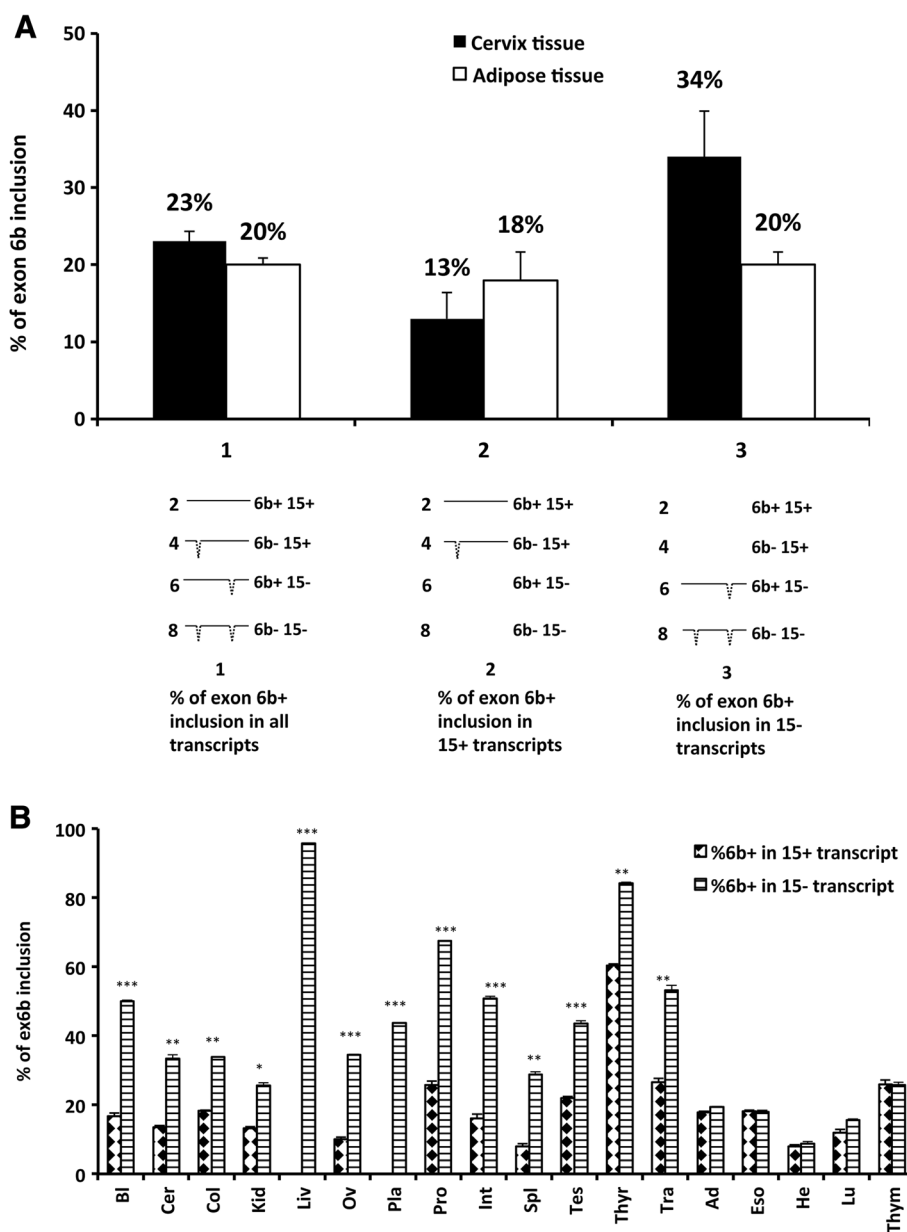 A
% of exon 6b inclusion
50
40
30
20
10
0
Cervix tissue
Adipose tissue
23%
20%
13%
18%
34%
20%
1
2
3
2 6b+ 15+
4 6b- 15+
6 6b+ 15-
8 6b- 15-
1
% of exon 6b+
inclusion in all
transcripts
2 6b+ 15+
4 6b- 15+
6 6b+ 15-
8 6b- 15-
2
% of exon 6b+
inclusion in
15+ transcripts
2 6b+ 15+
4 6b- 15+
6 6b+ 15-
8 6b- 15-
3
% of exon 6b+
inclusion in 15-
transcripts
B
% of ex6b inclusion
100
80
60
40
20
0
%6b+ in 15+ transcript
%6b+ in 15- transcript
***
**
**
*
***
***
***
***
***
**
***
**
**
Bl
Cer
Col
Kid
Liv
Ov
Pla
Pro
Int
Spl
Tes
Thyr
Tra
Ad
Eso
He
Lu
Thym